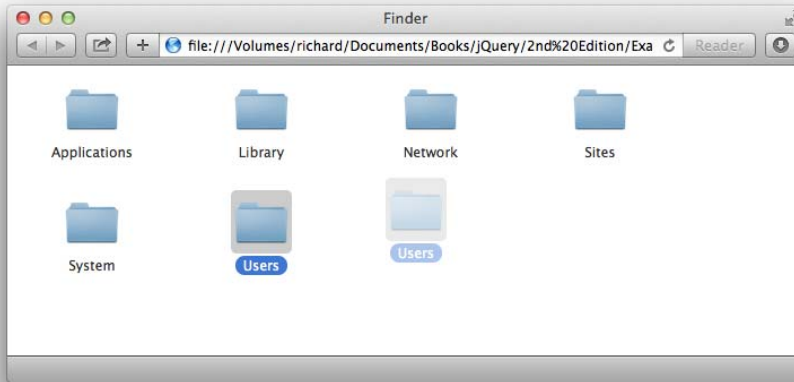 Finder
file:///Volumes/richard/Documents/Books/jQuery/2nd%20Edition/Exa Reader
Applications Library Network Sites
System Users Users